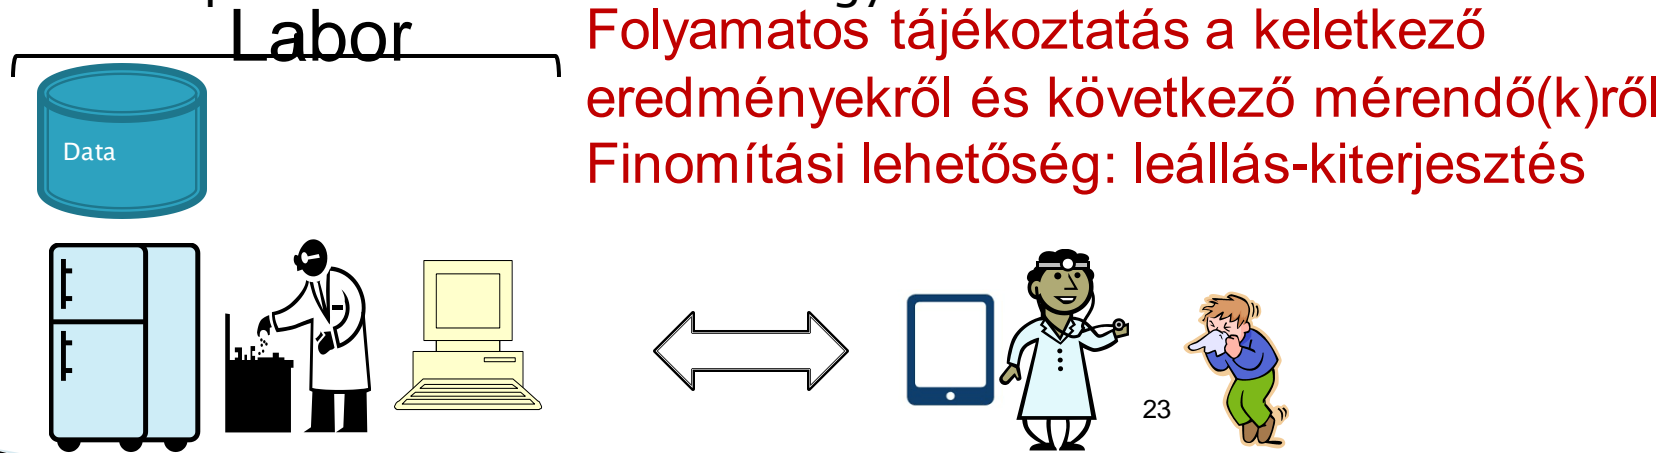 Labor
Folyamatos tájékoztatás a keletkező
eredményekről és következő mérendő(k)ről
Finomítási lehetőség: leállás-kiterjesztés
Data
23